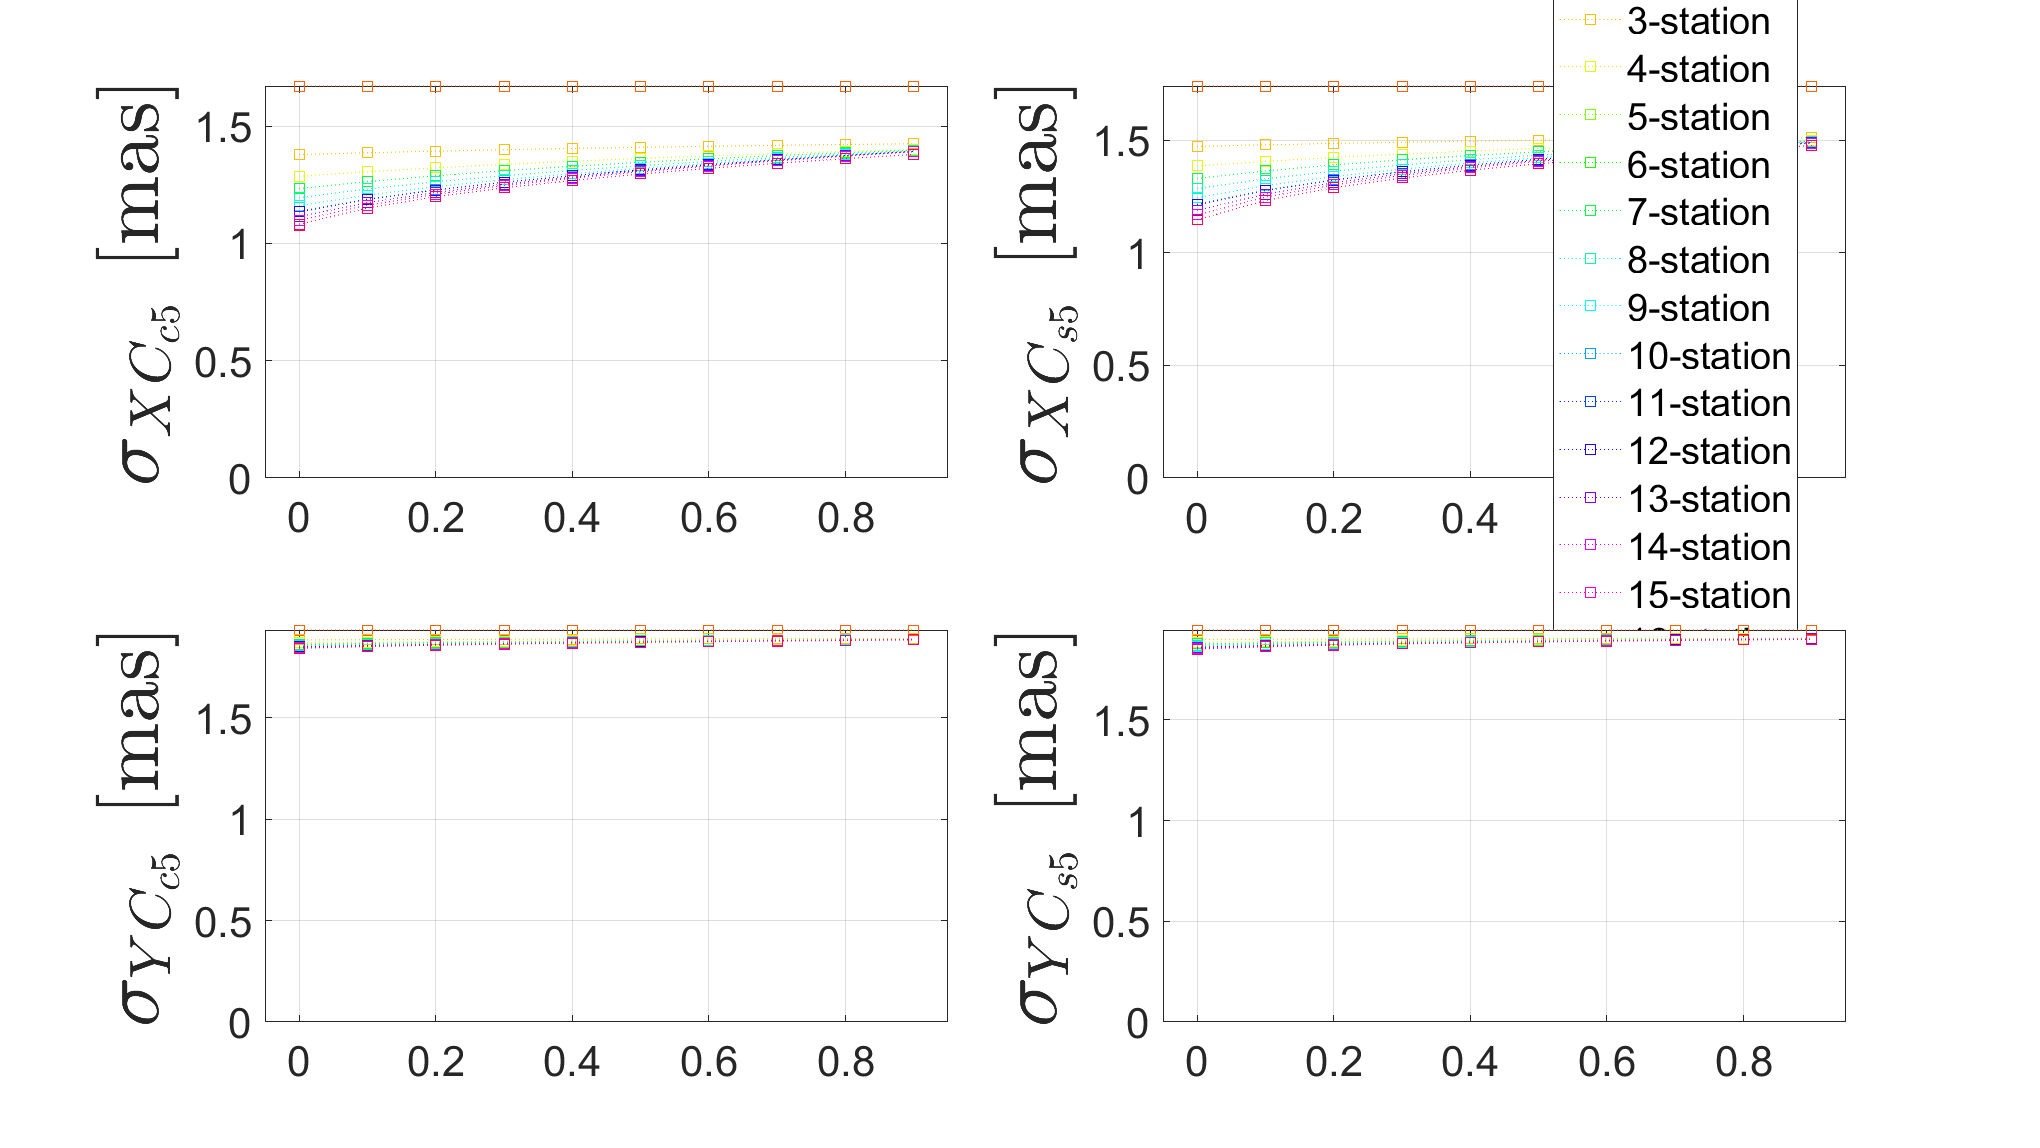 3-station
4-station
5-station
6-station
7-station
8-station
9-station
10-station
11-station
12-station
13-station
14-station
15-station
σXCc5 [mas]
1.5
1
0.5
0
0 0.2 0.4 0.6 0.8
σXCs5 [mas]
1.5
1
0.5
0
0 0.2 0.4
σYCc5 [mas]
1.5
1
0.5
0
0 0.2 0.4 0.6 0.8
σYCs5 [mas]
1.5
1
0.5
0
0 0.2 0.4 0.6 0.8